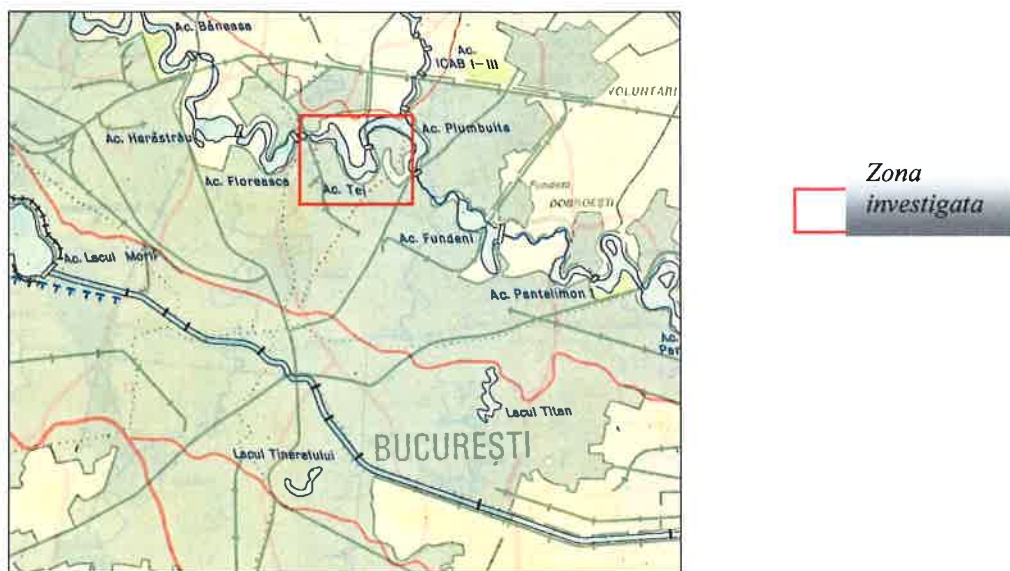 Ac. Băneasa
Ac.
ICAB I-III
VOLUNTARI
Ac. Herăstrău
Ac. Plumbuita
Ac. Floreasca
Ac. Tei
Fundeni
DOBROEȘTI
Ac. Fundeni
Ac. Lacul Morii
Ac. Pantelimon I
Ac.
Pan
Lacul Titan
BUCUREȘTI
Lacul Tineretului
Zona
investigata